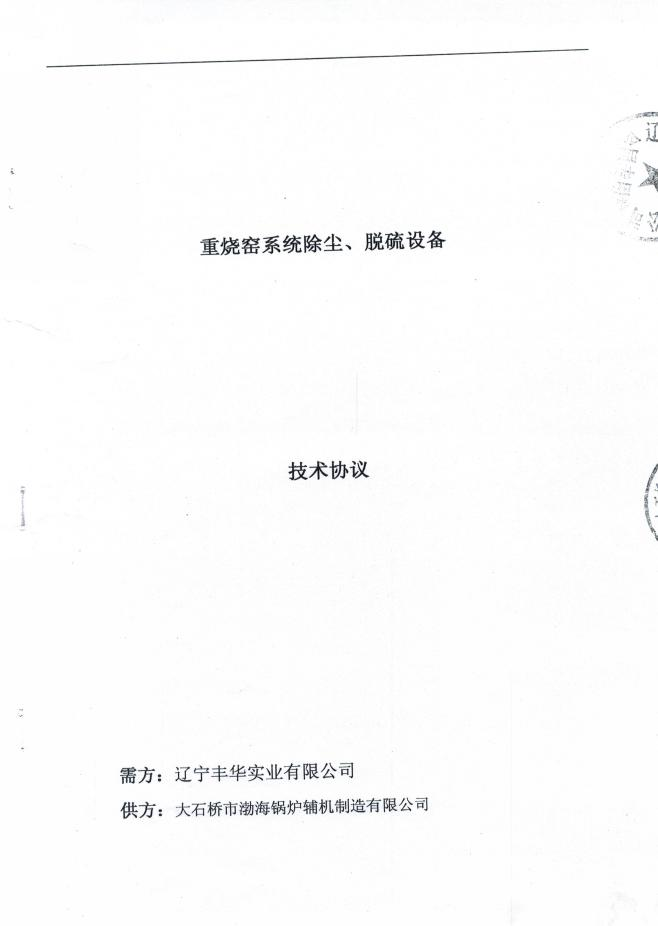 重烧窑系统除尘、脱硫设备
技术协议
需方：辽宁丰华实业有限公司
供方：大石桥市渤海锅炉辅机制造有限公司